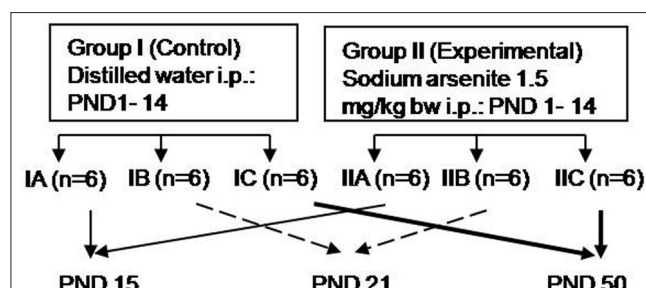 Group I (Control)
Distilled water i.p.:
PND1- 14
Group II (Experimental)
Sodium arsenite 1.5
mg/kg bw i.p.: PND 1- 14
IA (n=6) IB (n=6) IC (n=6) IIA (n=6) IIB (n=6) IIC (n=6)
PND 15 PND 21 PND 50